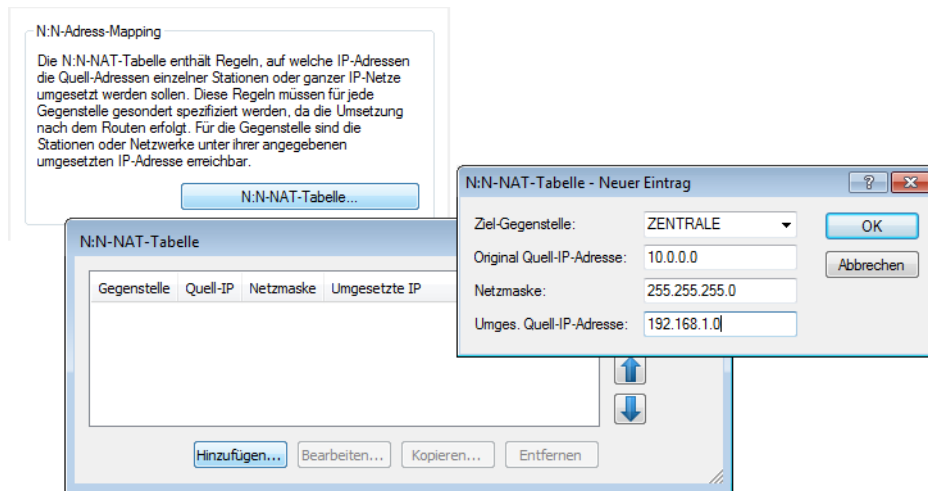 N:N-Adress-Mapping
Die N:N-NAT-Tabelle enthält Regeln, auf welche IP-Adressen
die Quell-Adressen einzelner Stationen oder ganzer IP-Netze
umgesetzt werden sollen. Diese Regeln müssen für jede
Gegenstelle gesondert spezifiziert werden, da die Umsetzung
nach dem Routen erfolgt. Für die Gegenstelle sind die
Stationen oder Netzwerke unter ihrer angegebenen
umgesetzten IP-Adresse erreichbar.
N:N-NAT-Tabelle...
N:N-NAT-Tabelle
Gegenstelle Quell-IP Netzmaske Umgesetzte IP
Hinzufügen... Bearbeiten... Kopieren... Entfernen
N:N-NAT-Tabelle - Neuer Eintrag
Ziel-Gegenstelle: ZENTRALE OK
Original Quell-IP-Adresse: 10.0.0.0 Abbrechen
Netzmaske: 255.255.255.0
Umges. Quell-IP-Adresse: 192.168.1.0